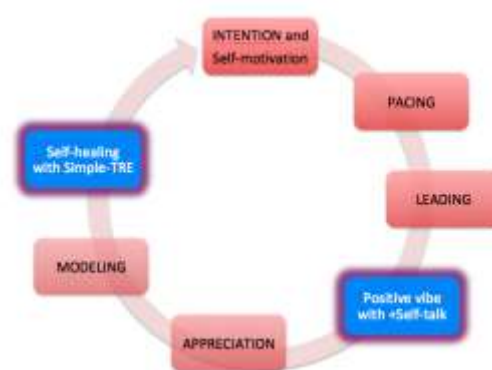 INTENTION and
Self-motivation
PACING
LEADING
Positive vibe
with +Self-talk
APPRECIATION
MODELING
Self-healing
with Simple-TRE